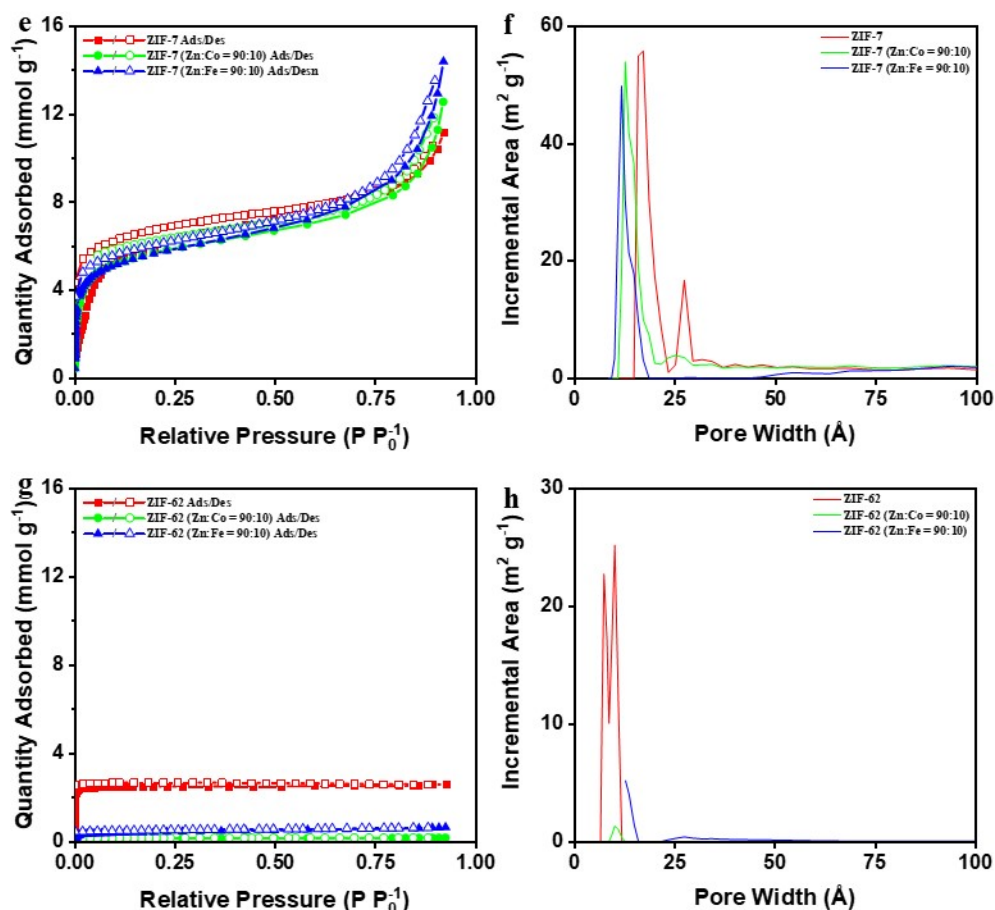 e
16
12
8
4
0
0.00 0.25 0.50 0.75 1.00
Quantity Adsorbed (mmol g⁻¹)
Relative Pressure (P P₀⁻¹)
ZIF-7 Ads/Des
ZIF-7 (Zn:Co = 90:10) Ads/Des
ZIF-7 (Zn:Fe = 90:10) Ads/Desn
f
60
40
20
0
0 25 50 75 100
Incremental Area (m² g⁻¹)
Pore Width (Å)
ZIF-7
ZIF-7 (Zn:Co = 90:10)
ZIF-7 (Zn:Fe = 90:10)
g
16
12
8
4
0
0.00 0.25 0.50 0.75 1.00
Quantity Adsorbed (mmol g⁻¹)
Relative Pressure (P P₀⁻¹)
ZIF-62 Ads/Des
ZIF-62 (Zn:Co = 90:10) Ads/Des
ZIF-62 (Zn:Fe = 90:10) Ads/Des
h
30
20
10
0
0 25 50 75 100
Incremental Area (m² g⁻¹)
Pore Width (Å)
ZIF-62
ZIF-62 (Zn:Co = 90:10)
ZIF-62 (Zn:Fe = 90:10)